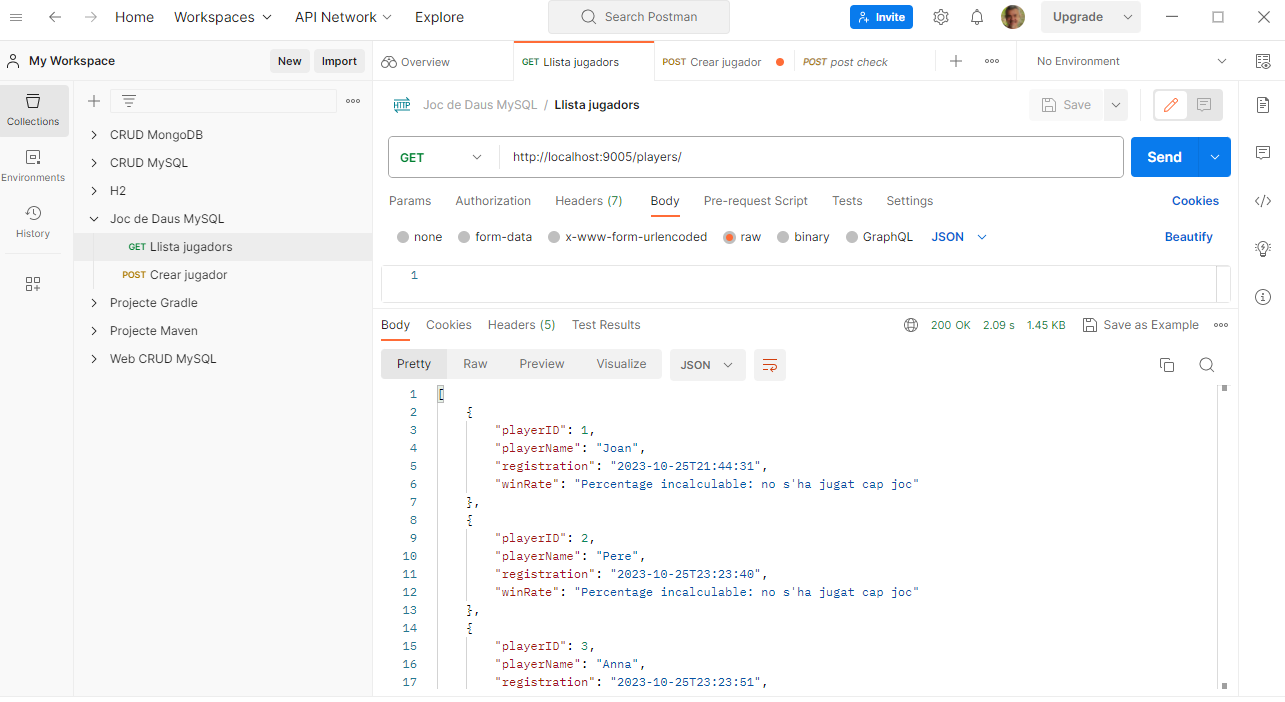 Home Workspaces API Network Explore Search Postman Invite Upgrade
My Workspace New Import Overview GET Llista jugadors POST Crear jugador POST post check No Environment
Collections
Environments
History
CRUD MongoDB
CRUD MySQL
H2
Joc de Daus MySQL
GET Llista jugadors
POST Crear jugador
Projecte Gradle
Projecte Maven
Web CRUD MySQL
HTTP Joc de Daus MySQL / Llista jugadors Save
GET http://localhost:9005/players/ Send
Params Authorization Headers (7) Body Pre-request Script Tests Settings Cookies
none form-data x-www-form-urlencoded raw binary GraphQL JSON Beautify
1
Body Cookies Headers (5) Test Results 200 OK 2.09 s 1.45 KB Save as Example
Pretty Raw Preview Visualize JSON
1 [
2 {
3 "playerID": 1,
4 "playerName": "Joan",
5 "registration": "2023-10-25T21:44:31",
6 "winRate": "Percentage incalculable: no s'ha jugat cap joc"
7 },
8 {
9 "playerID": 2,
10 "playerName": "Pere",
11 "registration": "2023-10-25T23:23:40",
12 "winRate": "Percentage incalculable: no s'ha jugat cap joc"
13 },
14 {
15 "playerID": 3,
16 "playerName": "Anna",
17 "registration": "2023-10-25T23:23:51",